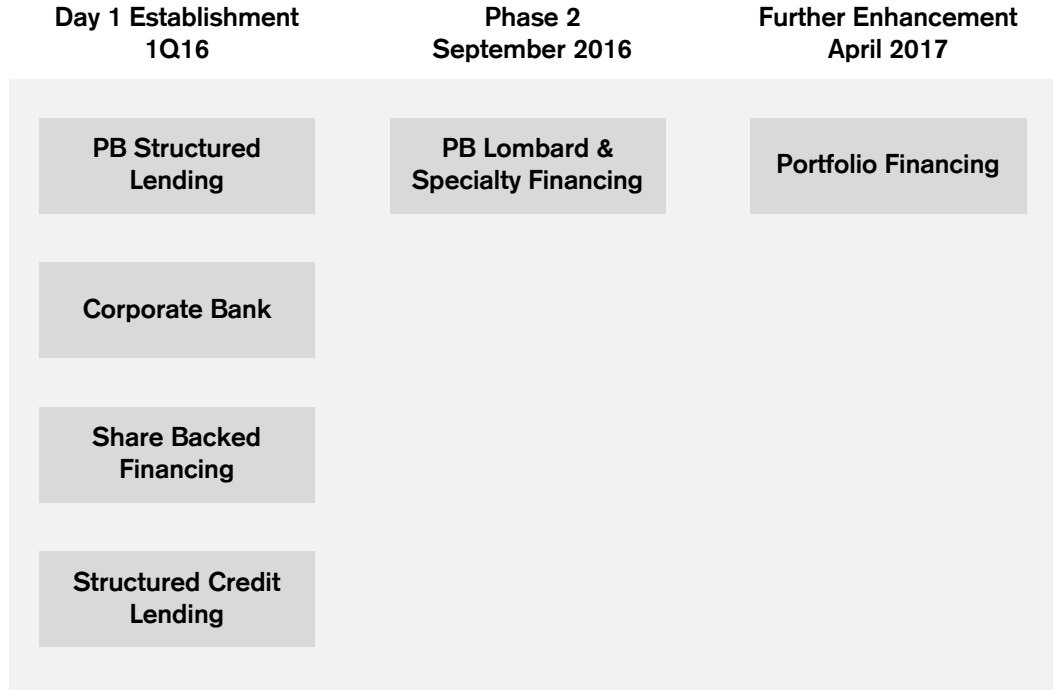 Day 1 Establishment
1Q16
Phase 2
September 2016
Further Enhancement
April 2017
PB Structured
Lending
PB Lombard &
Specialty Financing
Portfolio Financing
Corporate Bank
Share Backed
Financing
Structured Credit
Lending